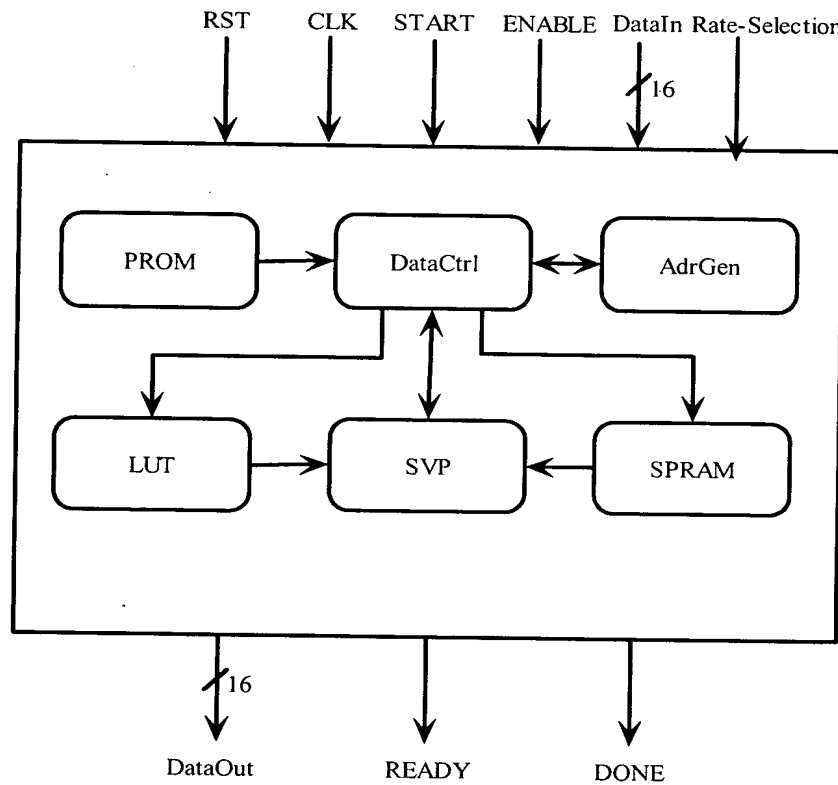 RST CLK START ENABLE DataIn Rate-Selection
16
PROM DataCtrl AdrGen
LUT SVP SPRAM
16
DataOut READY DONE